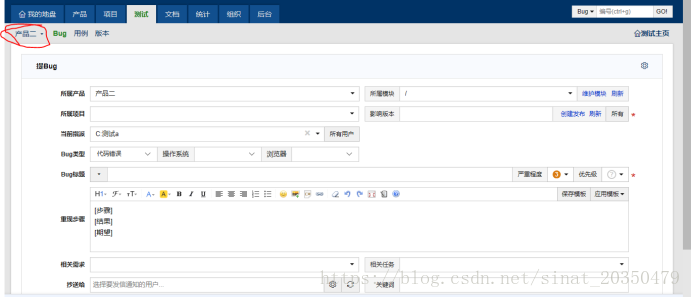 我的地盘 产品 项目 测试 文档 统计 组织 后台 Bug 编号(ctrl+g) GO!
产品二 Bug 用例 版本 测试主页
提Bug
所属产品 产品二 所属模块 / 维护模块 刷新
所属项目 影响版本 创建发布 刷新 所有 *
当前指派 C:测试a 所有用户
Bug类型 代码错误 操作系统 浏览器
Bug标题 严重程度 3 优先级 ? *
H1 F TT A A B I U 保存模板 应用模板
重现步骤
[步骤]
[结果]
[期望]
相关需求 相关任务
抄送给 选择要发信通知的用户... 关键词
https://blog.csdn.net/sinat_20350479